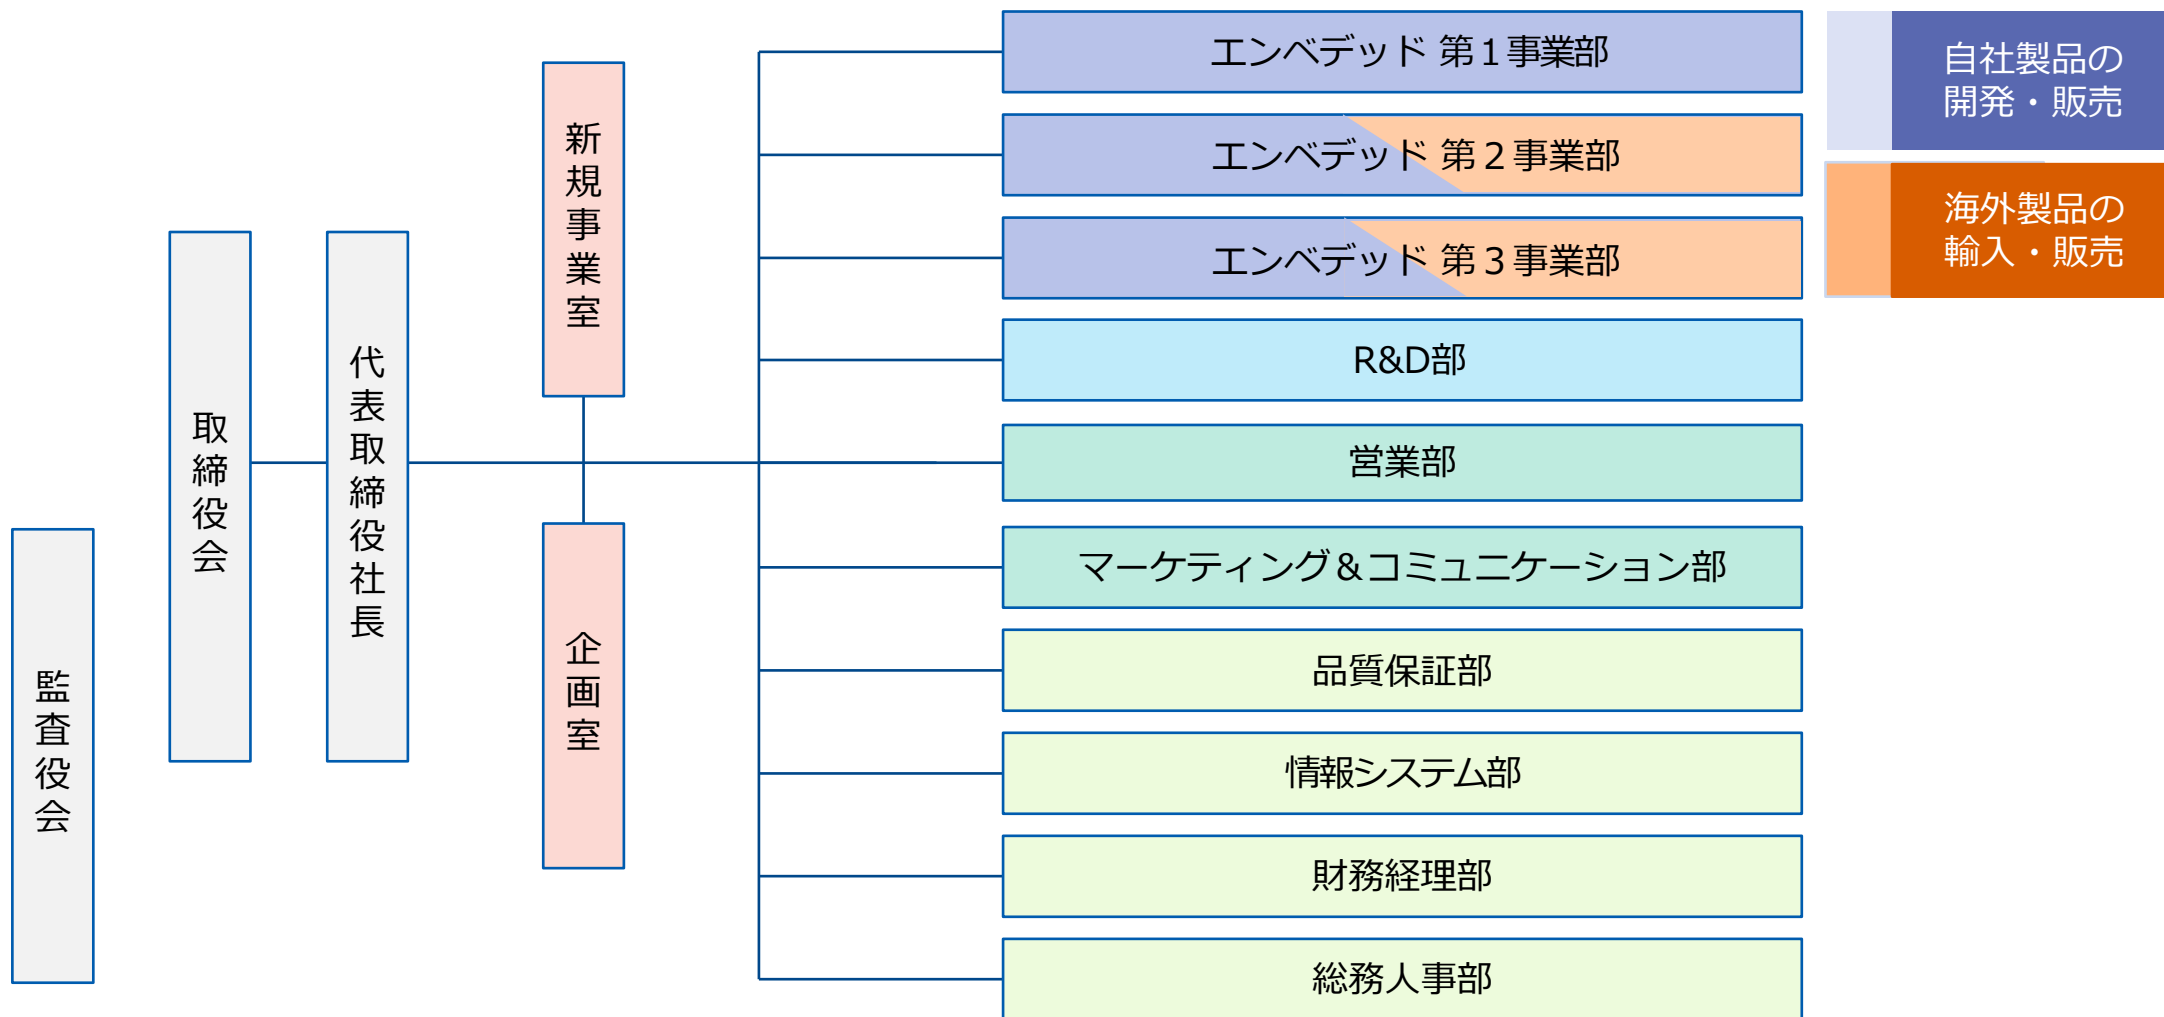 監査役会
取締役会
代表取締役社長
新規事業室
企画室
エンベデッド 第１事業部
エンベデッド 第２事業部
エンベデッド 第３事業部
R&D部
営業部
マーケティング＆コミュニケーション部
品質保証部
情報システム部
財務経理部
総務人事部
自社製品の
開発・販売
海外製品の
輸入・販売